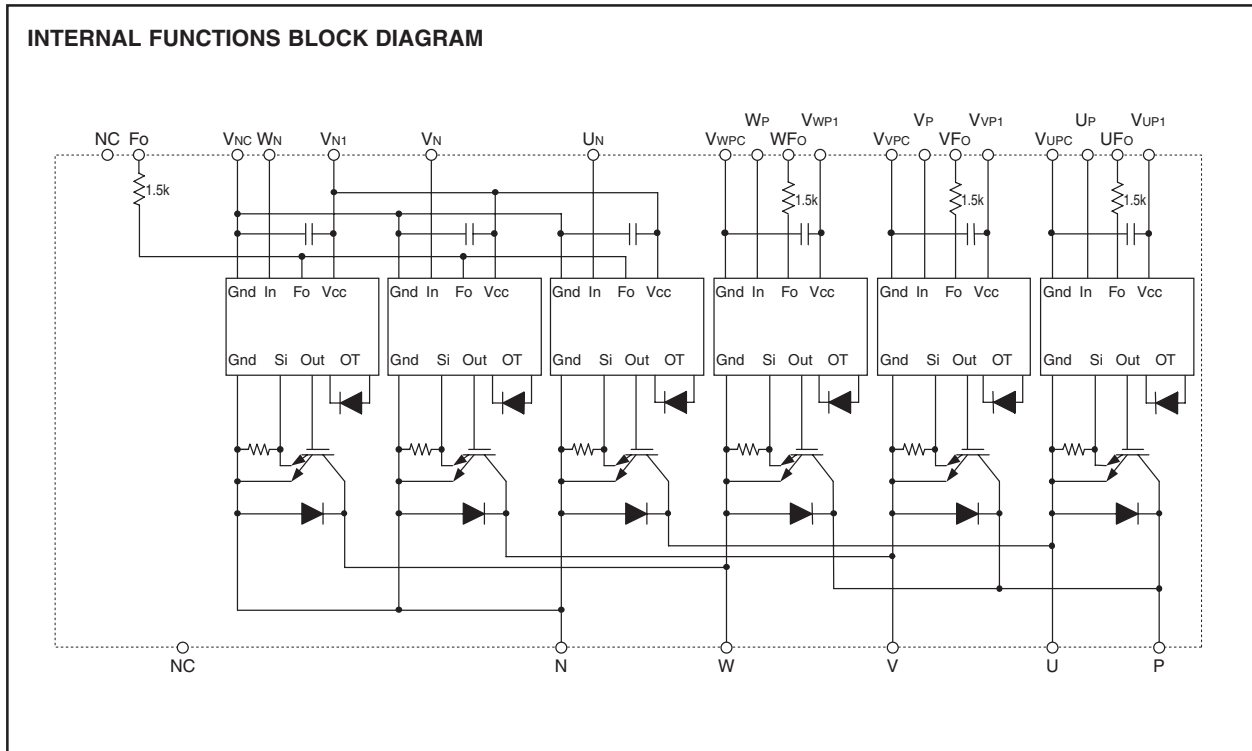 INTERNAL FUNCTIONS BLOCK DIAGRAM
WP VWP1 VP VVP1 UP VUP1
NC FO VNC WN VN1 VN UN VWPC WFO VVPC VFO VUPC UFO
1.5k 1.5k 1.5k 1.5k
Gnd In Fo Vcc Gnd In Fo Vcc Gnd In Fo Vcc Gnd In Fo Vcc Gnd In Fo Vcc Gnd In Fo Vcc
Gnd Si Out OT Gnd Si Out OT Gnd Si Out OT Gnd Si Out OT Gnd Si Out OT Gnd Si Out OT
NC N W V U P